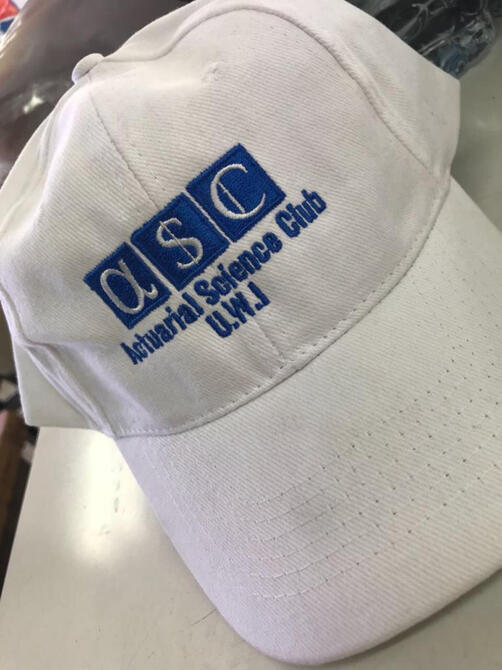 α$ℂ
Actuarial Science Club
U.W.I